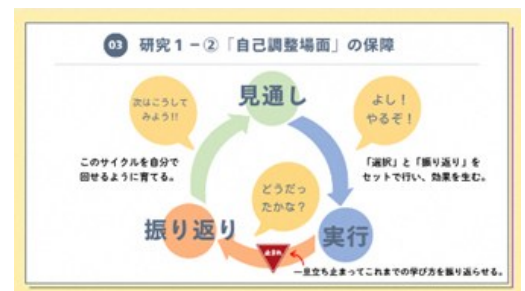 03 研究1-②「自己調整場面」の保障
見通し
次はこうして
みよう!!
よし!
やるぞ!
このサイクルを自分で
回せるように育てる。
「選択」と「振り返り」を
セットで行い、効果を生む。
どうだっ
たかな?
振り返り
実行
止まれ
一旦立ち止まってこれまでの学び方を振り返らせる。